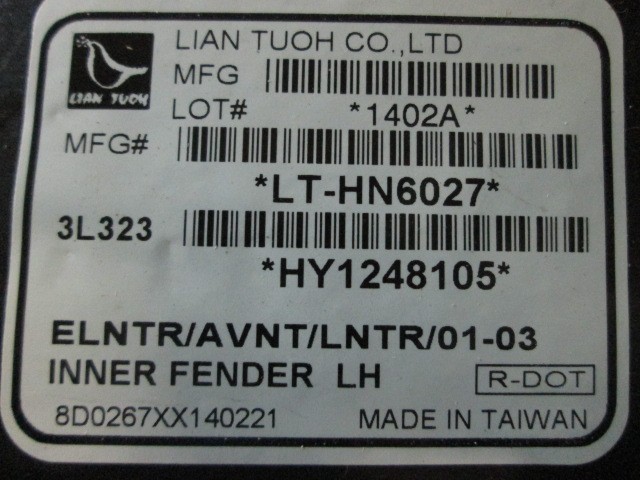 LIAN TUOH
LIAN TUOH CO.,LTD
MFG
LOT# *1402A*
MFG#
*LT-HN6027*
3L323
*HY1248105*
ELNTR/AVNT/LNTR/01-03
INNER FENDER LH R-DOT
8D0267XX140221 MADE IN TAIWAN